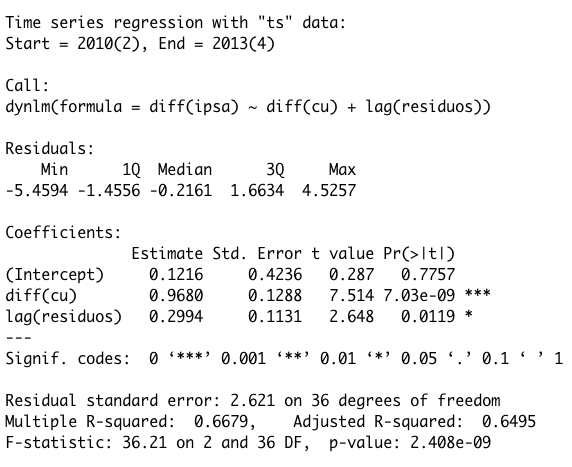 Time series regression with "ts" data:
Start = 2010(2), End = 2013(4)

Call:
dynlm(formula = diff(ipsa) ~ diff(cu) + lag(residuos))

Residuals:
    Min      1Q  Median      3Q     Max
-5.4594 -1.4556 -0.2161  1.6634  4.5257

Coefficients:
              Estimate Std. Error t value Pr(>|t|)
(Intercept)     0.1216     0.4236   0.287   0.7757
diff(cu)        0.9680     0.1288   7.514 7.03e-09 ***
lag(residuos)   0.2994     0.1131   2.648   0.0119 *
---
Signif. codes:  0 ‘***’ 0.001 ‘**’ 0.01 ‘*’ 0.05 ‘.’ 0.1 ‘ ’ 1

Residual standard error: 2.621 on 36 degrees of freedom
Multiple R-squared:  0.6679,    Adjusted R-squared:  0.6495
F-statistic: 36.21 on 2 and 36 DF,  p-value: 2.408e-09